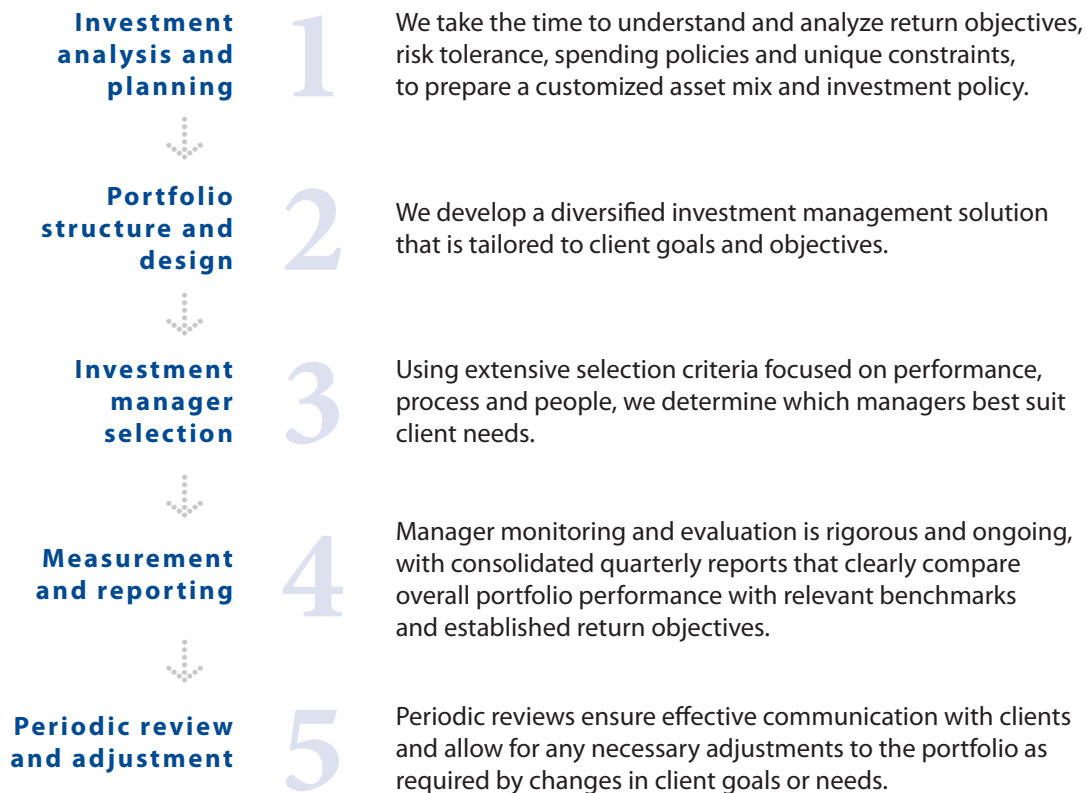 Investment
analysis and
planning
1
We take the time to understand and analyze return objectives,
risk tolerance, spending policies and unique constraints,
to prepare a customized asset mix and investment policy.
Portfolio
structure and
design
2
We develop a diversified investment management solution
that is tailored to client goals and objectives.
Investment
manager
selection
3
Using extensive selection criteria focused on performance,
process and people, we determine which managers best suit
client needs.
Measurement
and reporting
4
Manager monitoring and evaluation is rigorous and ongoing,
with consolidated quarterly reports that clearly compare
overall portfolio performance with relevant benchmarks
and established return objectives.
Periodic review
and adjustment
5
Periodic reviews ensure effective communication with clients
and allow for any necessary adjustments to the portfolio as
required by changes in client goals or needs.